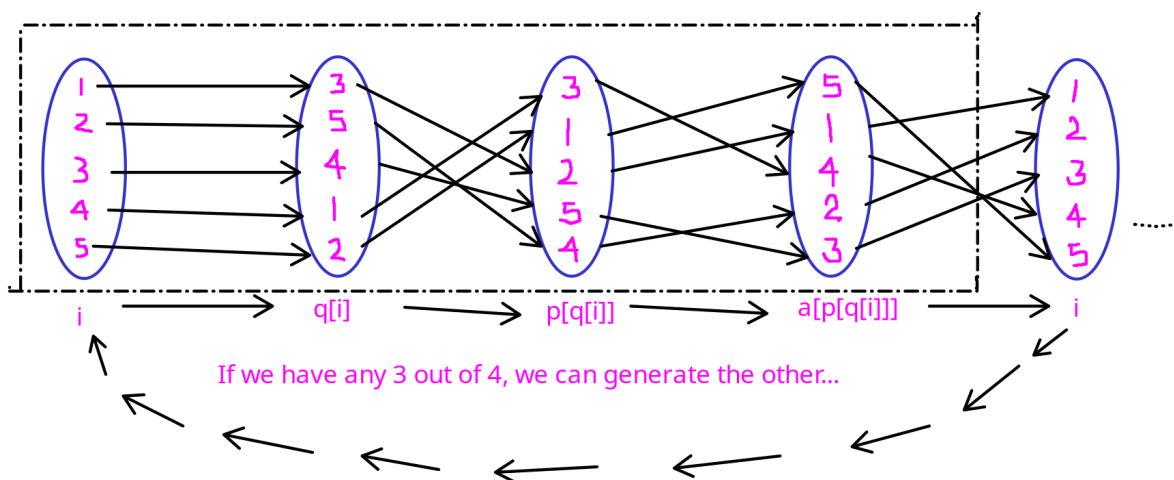 1 3 3 5 1
2 5 1 1 2
3 4 2 4 3
4 1 5 2 4
5 2 4 3 5
i q[i] p[q[i]] a[p[q[i]]] i
If we have any 3 out of 4, we can generate the other...